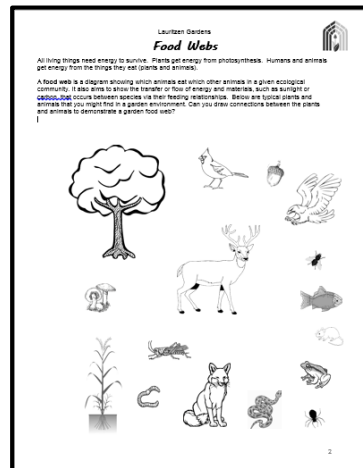 Lauritzen Gardens
Food Webs
All living things need energy to survive. Plants get energy from photosynthesis. Humans and animals
get energy from the things they eat (plants and animals).
A food web is a diagram showing which animals eat which other animals in a given ecological
community. It also aims to show the transfer or flow of energy and materials, such as sunlight or
carbon, that occurs between species via their feeding relationships. Below are typical plants and
animals that you might find in a garden environment. Can you draw connections between the plants
and animals to demonstrate a garden food web?
2